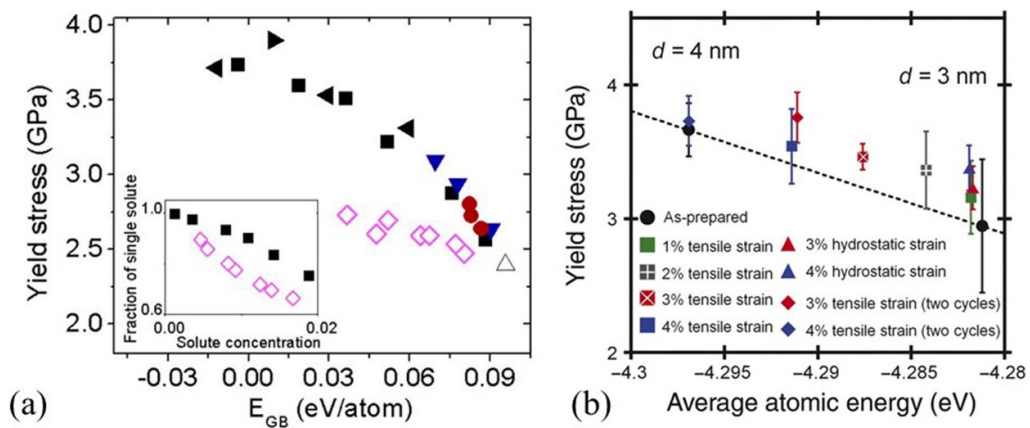 4.0
3.5
3.0
2.5
2.0
Yield stress (GPa)
-0.03 0.00 0.03 0.06 0.09
E_GB (eV/atom)
1.0
0.6
Fraction of single solute
0.00 0.02
Solute concentration
(a)
d = 4 nm
d = 3 nm
4
3
2
Yield stress (GPa)
As-prepared
1% tensile strain
2% tensile strain
3% tensile strain
4% tensile strain
3% hydrostatic strain
4% hydrostatic strain
3% tensile strain (two cycles)
4% tensile strain (two cycles)
–4.3 –4.295 –4.29 –4.285 –4.28
Average atomic energy (eV)
(b)